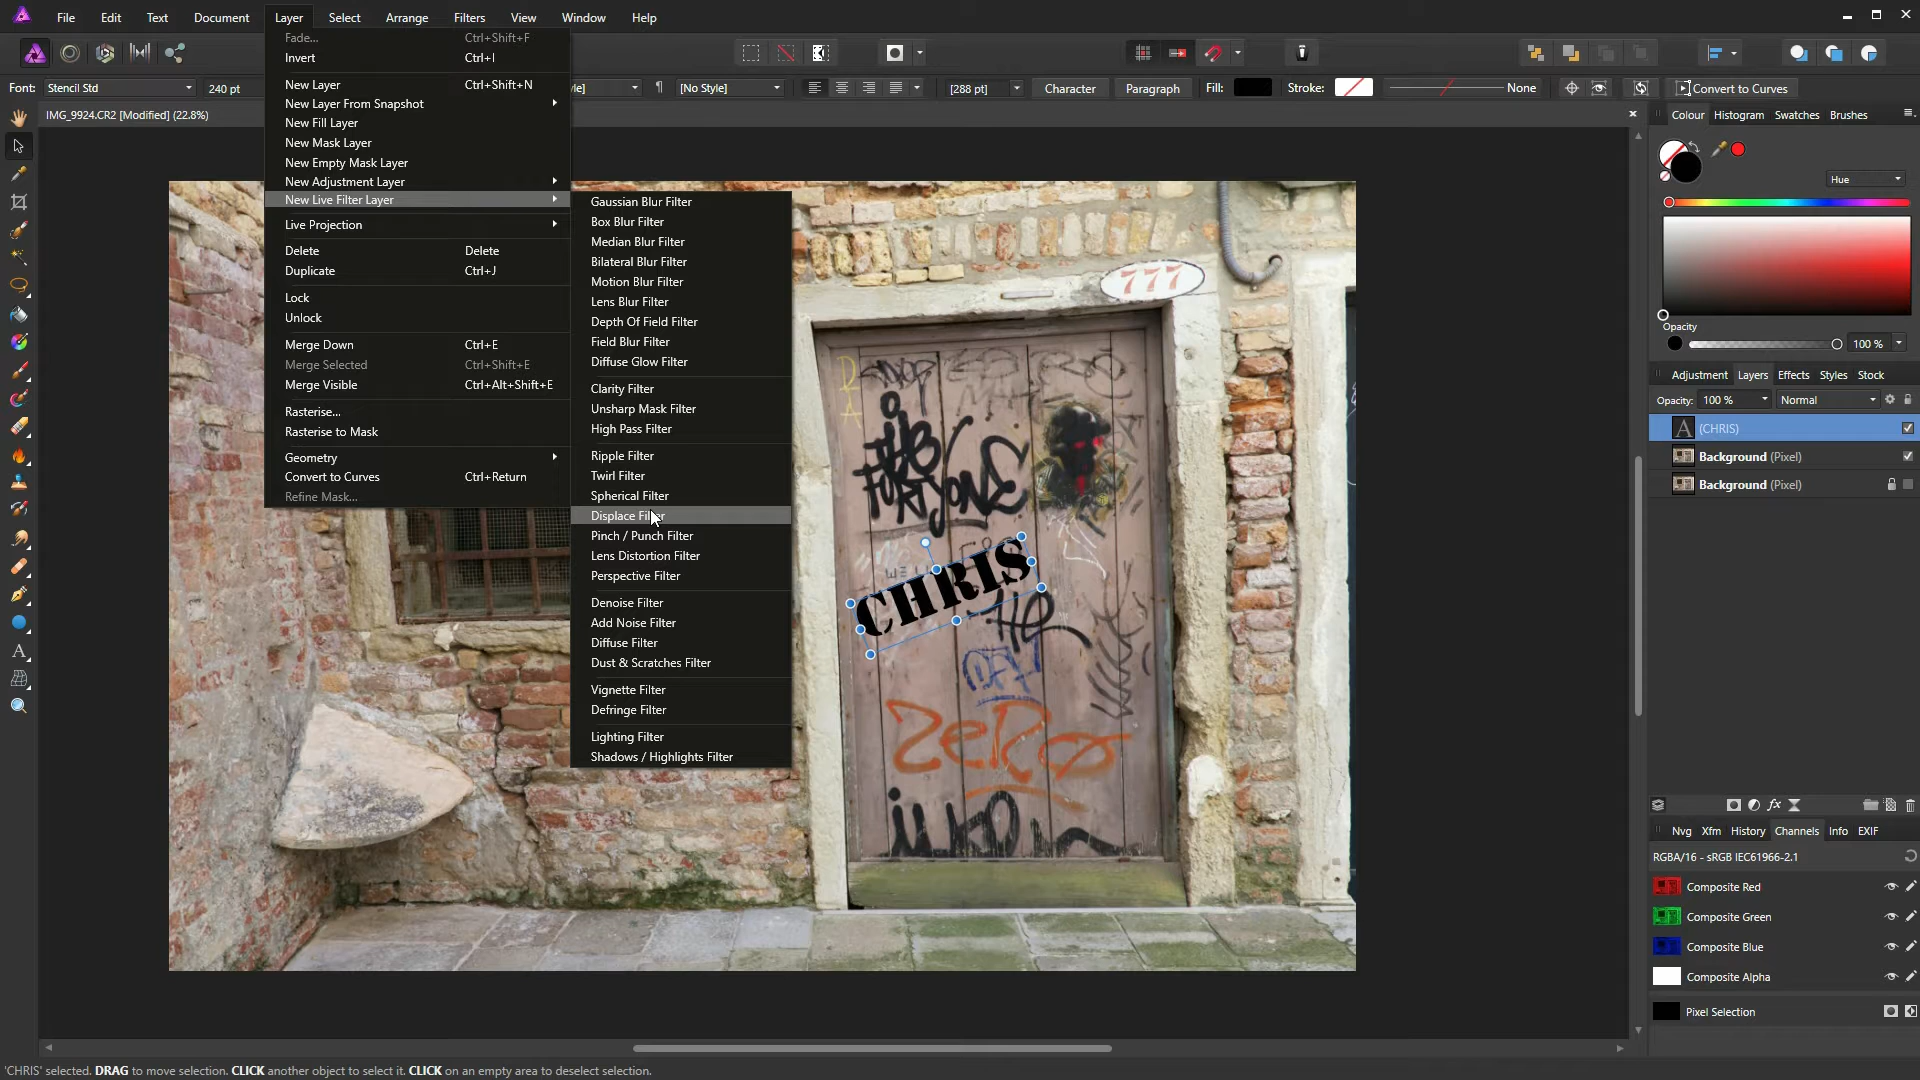 File Edit Text Document Layer Select Arrange Filters View Window Help
Fade... Ctrl+Shift+F
Invert Ctrl+I
New Layer Ctrl+Shift+N
New Layer From Snapshot
New Fill Layer
New Mask Layer
New Empty Mask Layer
New Adjustment Layer
New Live Filter Layer
Live Projection
Delete Delete
Duplicate Ctrl+J
Lock
Unlock
Merge Down Ctrl+E
Merge Selected Ctrl+Shift+E
Merge Visible Ctrl+Alt+Shift+E
Rasterise...
Rasterise to Mask
Geometry
Convert to Curves Ctrl+Return
Refine Mask...
Gaussian Blur Filter
Box Blur Filter
Median Blur Filter
Bilateral Blur Filter
Motion Blur Filter
Lens Blur Filter
Depth Of Field Filter
Field Blur Filter
Diffuse Glow Filter
Clarity Filter
Unsharp Mask Filter
High Pass Filter
Ripple Filter
Twirl Filter
Spherical Filter
Displace Filter
Pinch / Punch Filter
Lens Distortion Filter
Perspective Filter
Denoise Filter
Add Noise Filter
Diffuse Filter
Dust & Scratches Filter
Vignette Filter
Defringe Filter
Lighting Filter
Shadows / Highlights Filter
Font: Stencil Std 240 pt [No Style] [288 pt] Character Paragraph Fill: Stroke: None Convert to Curves
IMG_9924.CR2 [Modified] (22.8%)
777
THE
FORTYONE
CHRIS
THE
ZeRo
Colour Histogram Swatches Brushes
Hue
Opacity
100 %
Adjustment Layers Effects Styles Stock
Opacity: 100 % Normal
A (CHRIS)
Background (Pixel)
Background (Pixel)
fx
Nvg Xfm History Channels Info EXIF
RGBA/16 - sRGB IEC61966-2.1
Composite Red
Composite Green
Composite Blue
Composite Alpha
Pixel Selection
'CHRIS' selected. DRAG to move selection. CLICK another object to select it. CLICK on an empty area to deselect selection.